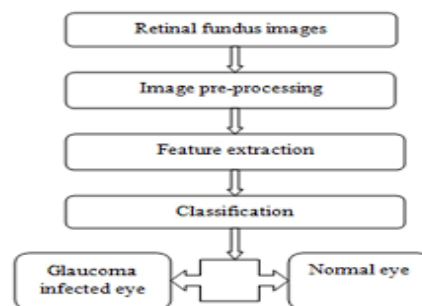 Retinal fundus images
Image pre-processing
Feature extraction
Classification
Glaucoma
infected eye
Normal eye